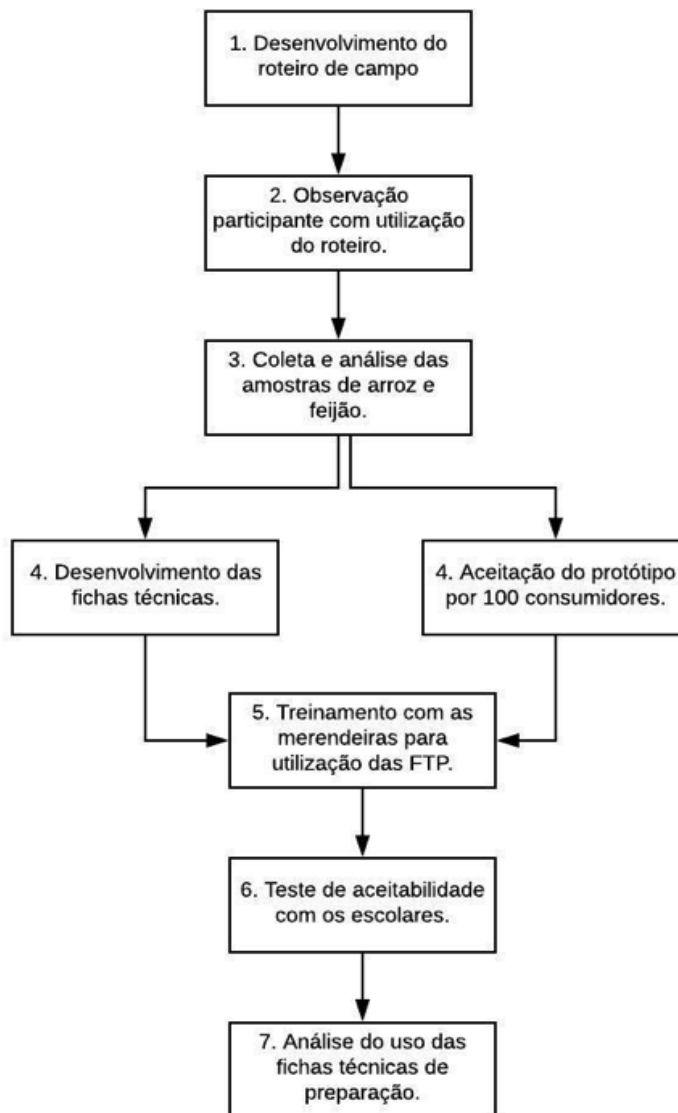 1. Desenvolvimento do
roteiro de campo
2. Observação
participante com utilização
do roteiro.
3. Coleta e análise das
amostras de arroz e
feijão.
4. Desenvolvimento das
fichas técnicas.
4. Aceitação do protótipo
por 100 consumidores.
5. Treinamento com as
merendeiras para
utilização das FTP.
6. Teste de aceitabilidade
com os escolares.
7. Análise do uso das
fichas técnicas de
preparação.